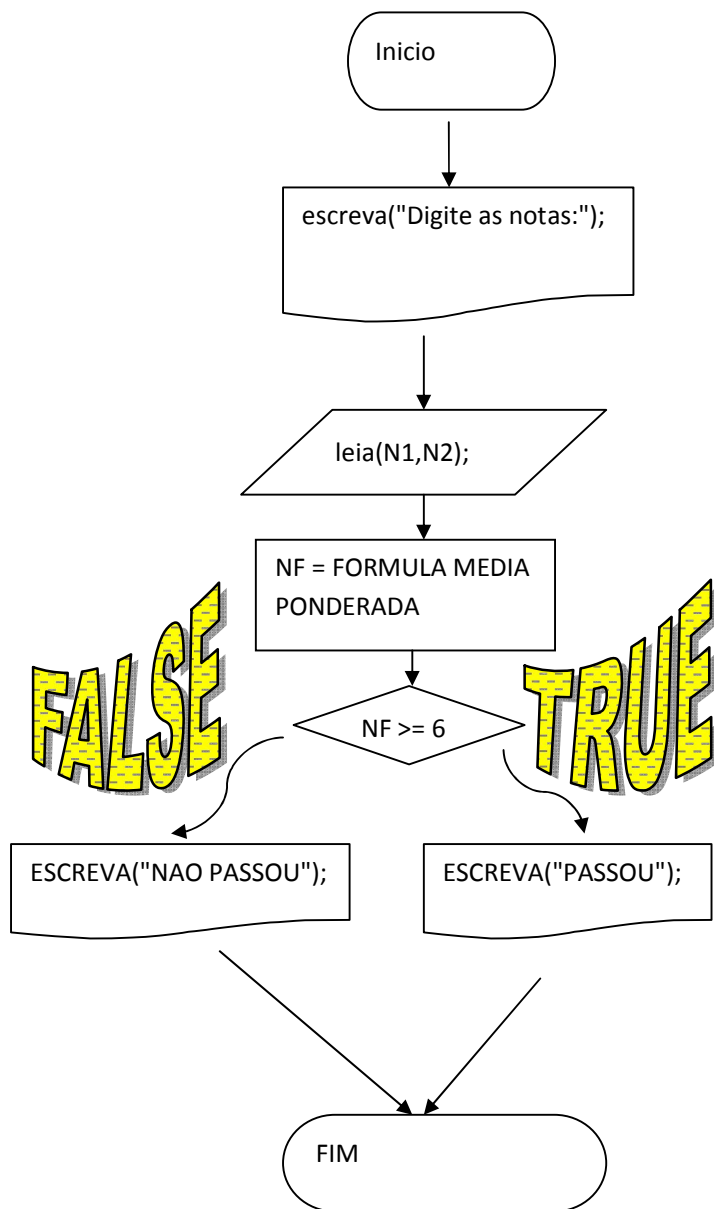 Inicio
escreva("Digite as notas:");
leia(N1,N2);
NF = FORMULA MEDIA
PONDERADA
FALSE
TRUE
NF >= 6
ESCREVA("NAO PASSOU");
ESCREVA("PASSOU");
FIM